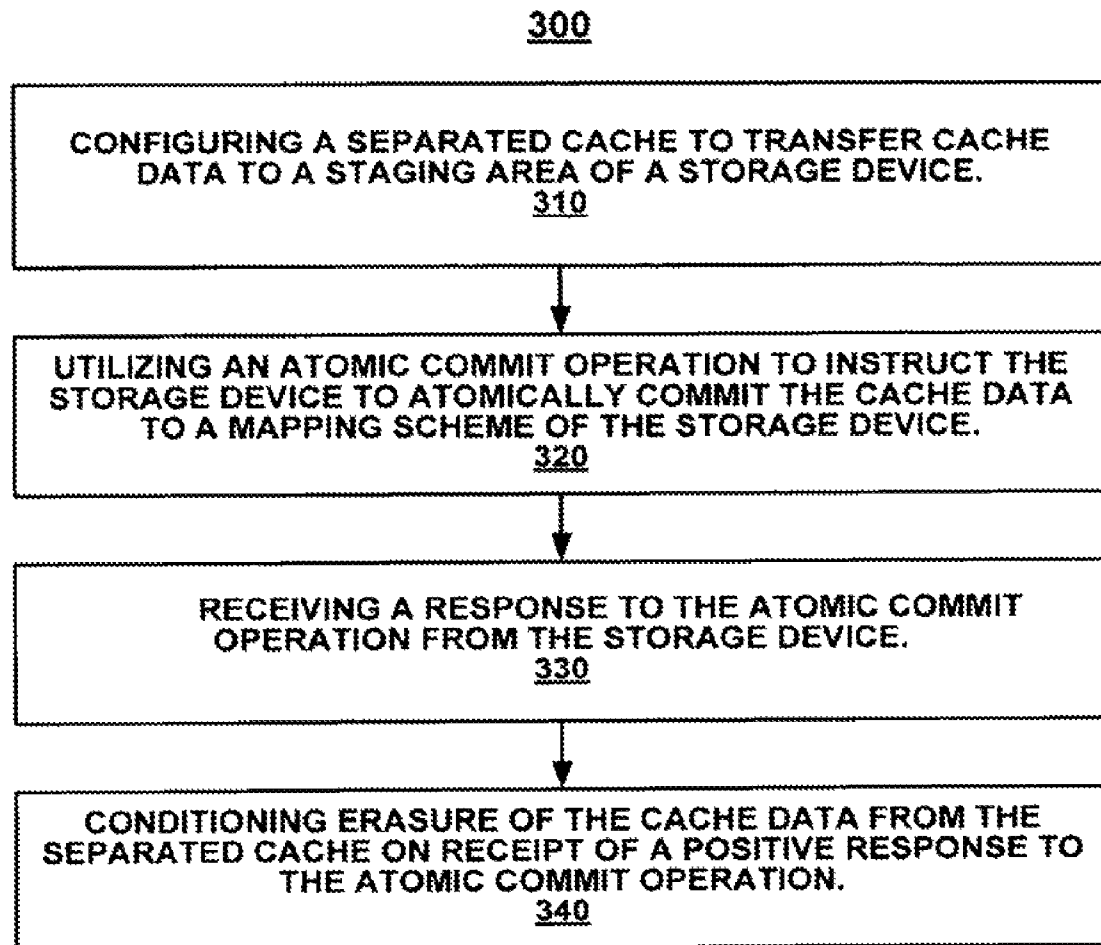 300
CONFIGURING A SEPARATED CACHE TO TRANSFER CACHE
DATA TO A STAGING AREA OF A STORAGE DEVICE.
310
UTILIZING AN ATOMIC COMMIT OPERATION TO INSTRUCT THE
STORAGE DEVICE TO ATOMICALLY COMMIT THE CACHE DATA
TO A MAPPING SCHEME OF THE STORAGE DEVICE.
320
RECEIVING A RESPONSE TO THE ATOMIC COMMIT
OPERATION FROM THE STORAGE DEVICE.
330
CONDITIONING ERASURE OF THE CACHE DATA FROM THE
SEPARATED CACHE ON RECEIPT OF A POSITIVE RESPONSE TO
THE ATOMIC COMMIT OPERATION.
340